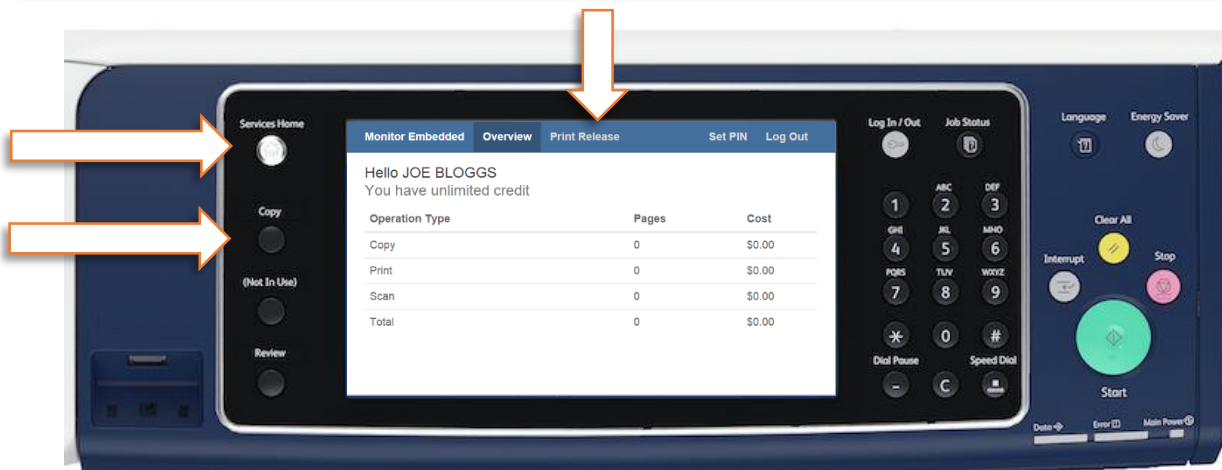 Services Home
Copy
(Not In Use)
Review
Monitor Embedded Overview Print Release Set PIN Log Out
Hello JOE BLOGGS
You have unlimited credit
Operation Type Pages Cost
Copy 0 $0.00
Print 0 $0.00
Scan 0 $0.00
Total 0 $0.00
Log In / Out Job Status
ABC DEF
1 2 3
GHI JKL MNO
4 5 6
PQRS TUV WXYZ
7 8 9
* 0 #
Dial Pause Speed Dial
- C
Language Energy Saver
Clear All
Interrupt Stop
Start
Data Error Main Power